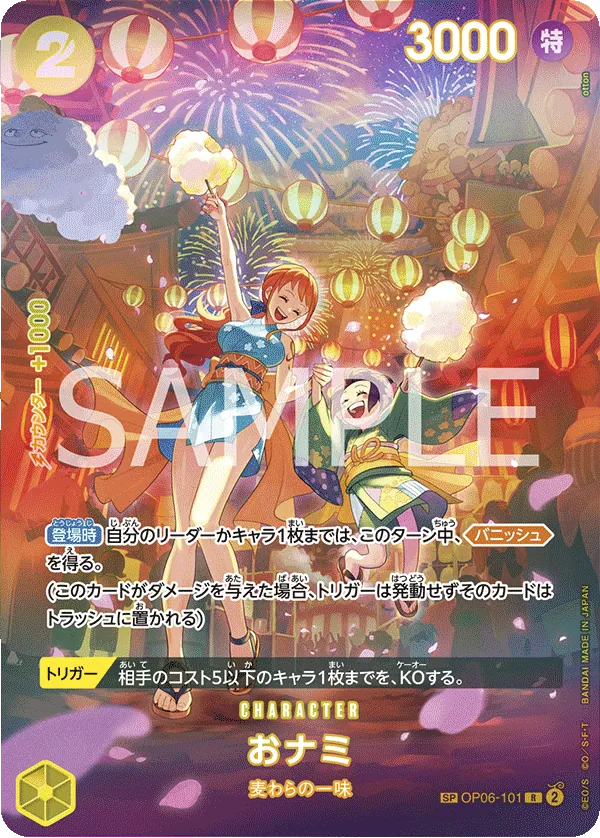 2
3000
特
otton
カウンター +1000
SAMPLE
登場時 自分のリーダーかキャラ1枚までは、このターン中、バニッシュ
を得る。
(このカードがダメージを与えた場合、トリガーは発動せずそのカードは
トラッシュに置かれる)
トリガー 相手のコスト5以下のキャラ1枚までを、KOする。
CHARACTER
おナミ
麦わらの一味
SP OP06-101 R 2
©E.O/S ©O/S・F・T BANDAI MADE IN JAPAN